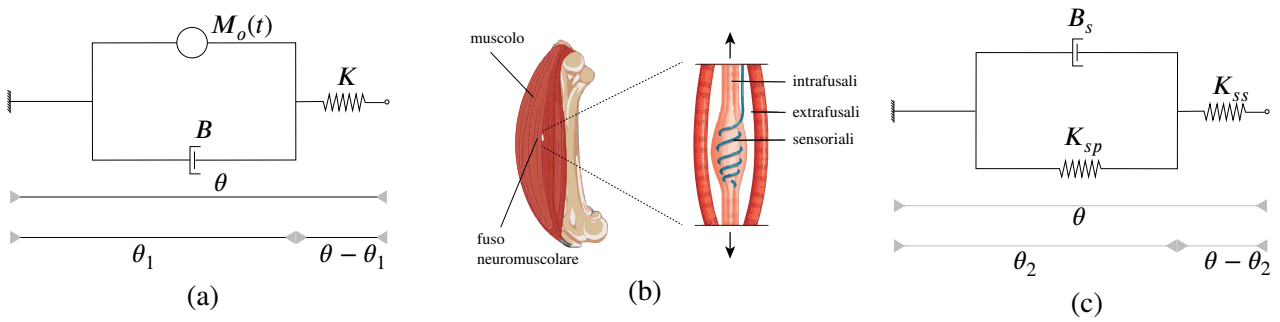 M_o(t)
K
B
θ
θ_1
θ − θ_1
(a)
muscolo
intrafusali
extrafusali
sensoriali
fuso
neuromuscolare
(b)
B_s
K_ss
K_sp
θ
θ_2
θ − θ_2
(c)